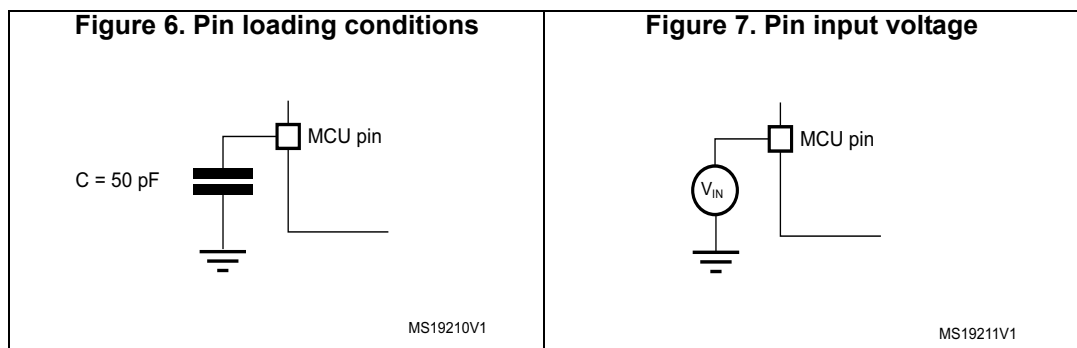 Figure 6. Pin loading conditions
MCU pin
C = 50 pF
MS19210V1
Figure 7. Pin input voltage
MCU pin
VIN
MS19211V1